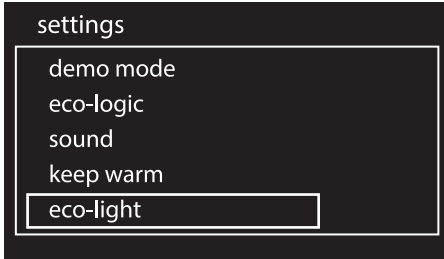 settings
demo mode
eco-logic
sound
keep warm
eco-light